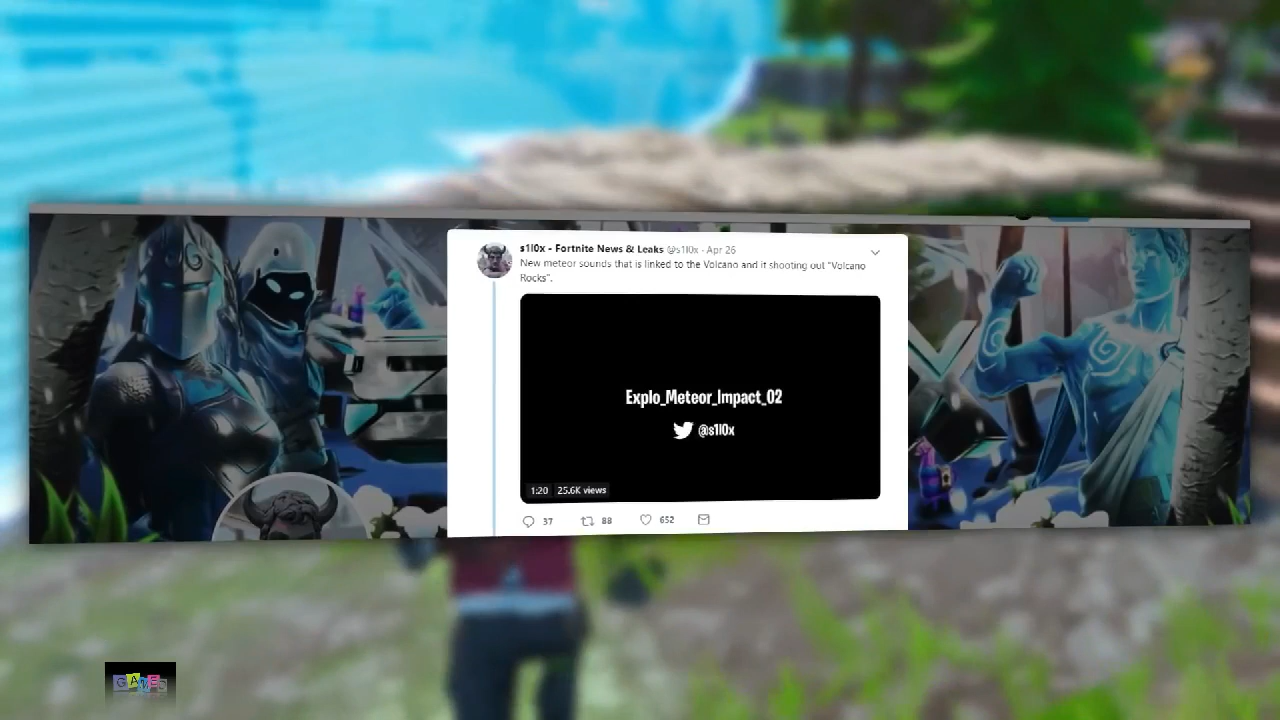 s1l0x - Fortnite News & Leaks @s1l0x · Apr 26
New meteor sounds that is linked to the Volcano and it shooting out "Volcano
Rocks".
Explo_Meteor_Impact_02
@s1l0x
1:20 25.6K views
37 88 652
GAMES